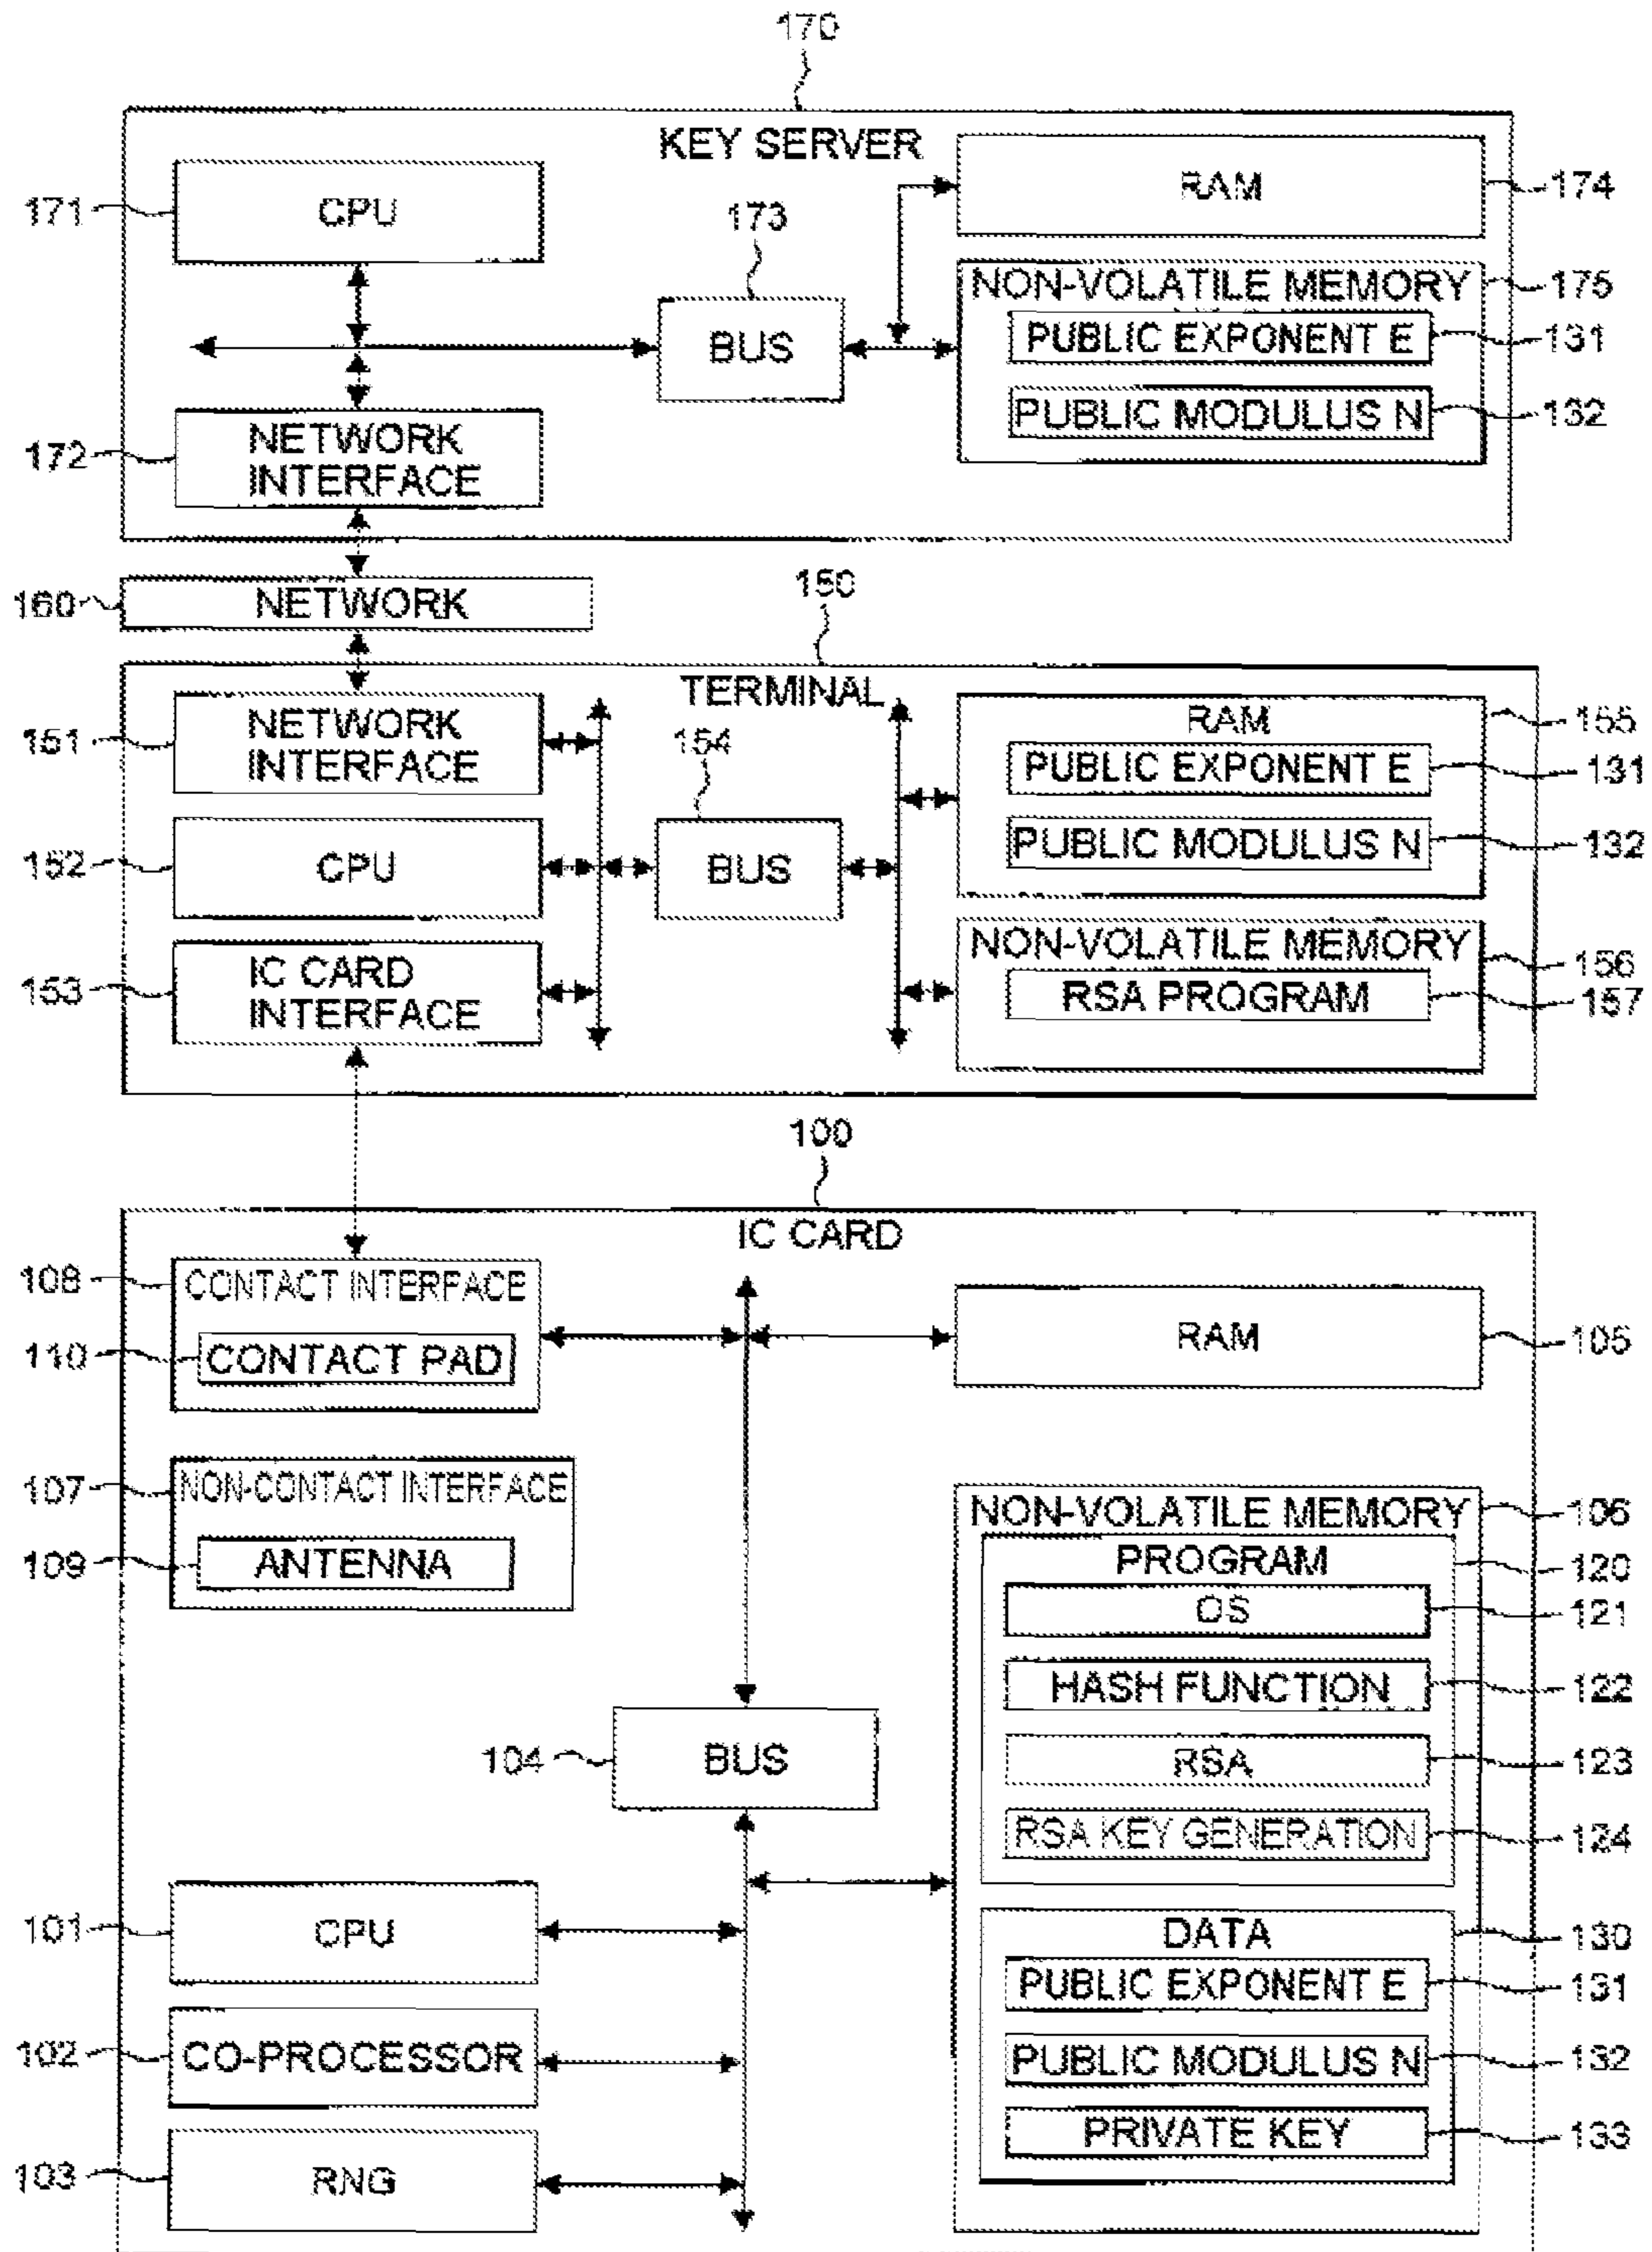 170
KEY SERVER
171
CPU
173
BUS
RAM
174
NON-VOLATILE MEMORY
175
PUBLIC EXPONENT E
131
PUBLIC MODULUS N
132
172
NETWORK
INTERFACE
160
NETWORK
150
TERMINAL
151
NETWORK
INTERFACE
152
CPU
153
IC CARD
INTERFACE
154
BUS
RAM
155
PUBLIC EXPONENT E
131
PUBLIC MODULUS N
132
NON-VOLATILE MEMORY
156
RSA PROGRAM
157
100
IC CARD
108
CONTACT INTERFACE
110
CONTACT PAD
RAM
105
107
NON-CONTACT INTERFACE
109
ANTENNA
104
BUS
NON-VOLATILE MEMORY
106
PROGRAM
120
OS
121
HASH FUNCTION
122
RSA
123
RSA KEY GENERATION
124
101
CPU
102
CO-PROCESSOR
103
RNG
DATA
130
PUBLIC EXPONENT E
131
PUBLIC MODULUS N
132
PRIVATE KEY
133